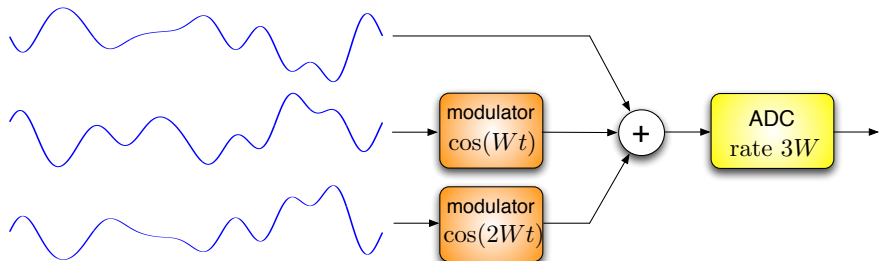 modulator
cos(Wt)
+
ADC
rate 3W
modulator
cos(2Wt)